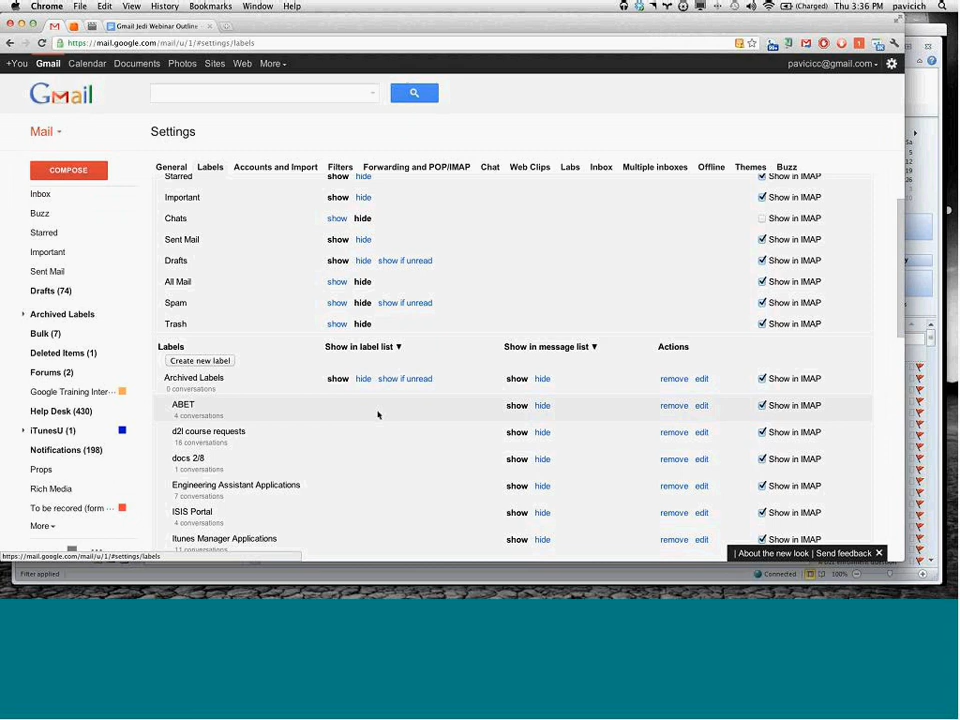 Chrome File Edit View History Bookmarks Window Help (Charged) Thu 3:36 PM pavicich
Gmail Jedi Webinar Outline
https://mail.google.com/mail/u/1/#settings/labels
+You Gmail Calendar Documents Photos Sites Web More pavicicc@gmail.com
Gmail
Mail Settings
COMPOSE
General Labels Accounts and Import Filters Forwarding and POP/IMAP Chat Web Clips Labs Inbox Multiple inboxes Offline Themes Buzz
Inbox
Buzz
Starred
Important
Sent Mail
Drafts (74)
Archived Labels
Bulk (7)
Deleted Items (1)
Forums (2)
Google Training Inter···
Help Desk (430)
iTunesU (1)
Notifications (198)
Props
Rich Media
To be recored (form ···
More
Starred show hide Show in IMAP
Important show hide Show in IMAP
Chats show hide Show in IMAP
Sent Mail show hide Show in IMAP
Drafts show hide show if unread Show in IMAP
All Mail show hide Show in IMAP
Spam show hide show if unread Show in IMAP
Trash show hide Show in IMAP
Labels Show in label list ▼ Show in message list ▼ Actions
Create new label
Archived Labels show hide show if unread show hide remove edit Show in IMAP
0 conversations
ABET show hide remove edit Show in IMAP
4 conversations
d2l course requests show hide remove edit Show in IMAP
16 conversations
docs 2/8 show hide remove edit Show in IMAP
1 conversations
Engineering Assistant Applications show hide remove edit Show in IMAP
7 conversations
ISIS Portal show hide remove edit Show in IMAP
4 conversations
Itunes Manager Applications show hide remove edit Show in IMAP
11 conversations
| About the new look | Send feedback ✕
https://mail.google.com/mail/u/1/#settings/labels
Filter applied Connected 100%